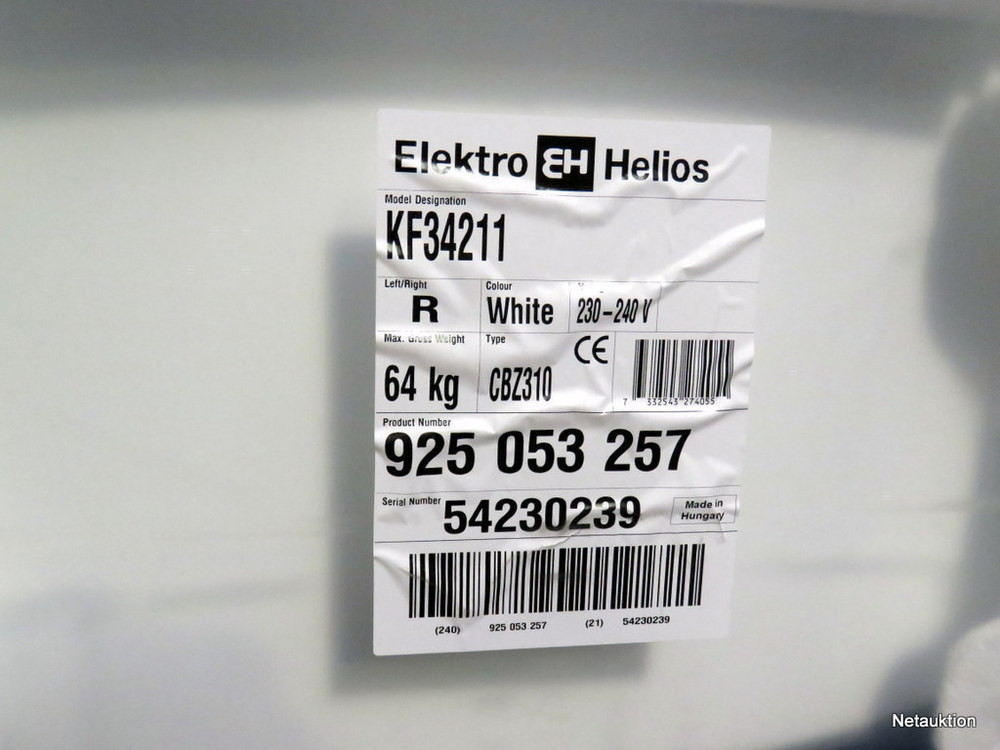 Elektro EH Helios
Model Designation
KF34211
Left/Right
R
Colour
White
230-240 V
Max. Gross Weight
64 kg
Type
CBZ310
CE
7 332543 274055
Product Number
925 053 257
Serial Number
54230239
Made in
Hungary
(240) 925 053 257 (21) 54230239
Netauktion